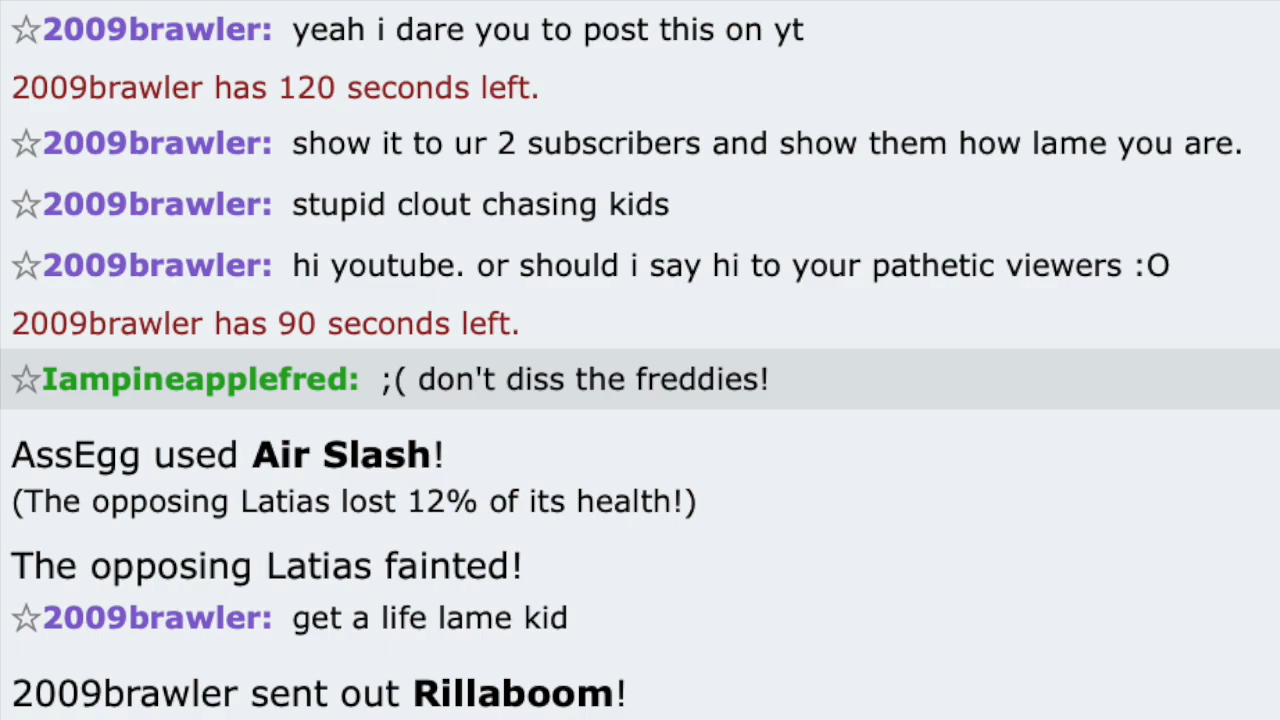 ☆2009brawler: yeah i dare you to post this on yt
2009brawler has 120 seconds left.
☆2009brawler: show it to ur 2 subscribers and show them how lame you are.
☆2009brawler: stupid clout chasing kids
☆2009brawler: hi youtube. or should i say hi to your pathetic viewers :O
2009brawler has 90 seconds left.
☆Iampineapplefred: ;( don't diss the freddies!
AssEgg used Air Slash!
(The opposing Latias lost 12% of its health!)
The opposing Latias fainted!
☆2009brawler: get a life lame kid
2009brawler sent out Rillaboom!